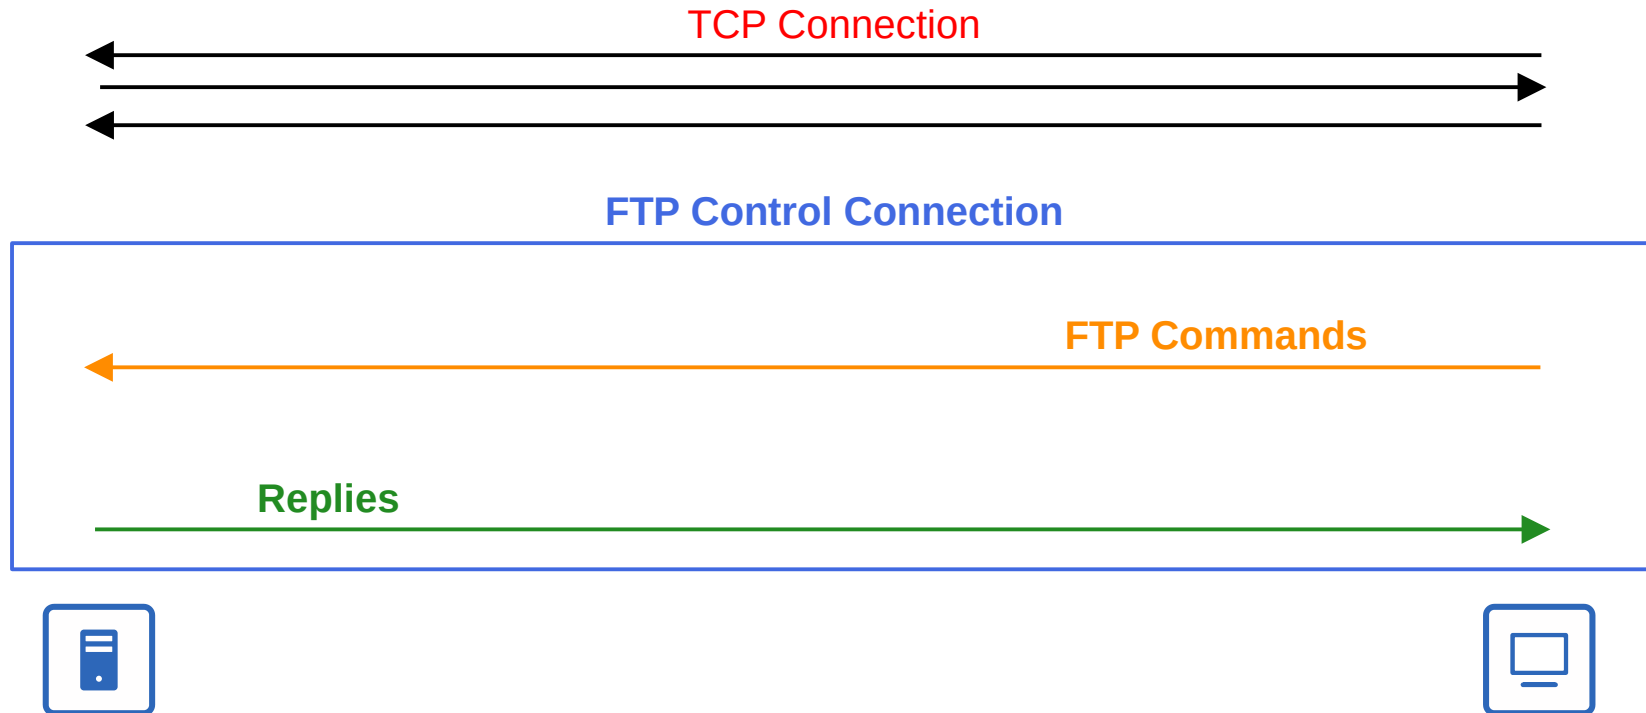 TCP Connection
FTP Control Connection
FTP Commands
Replies